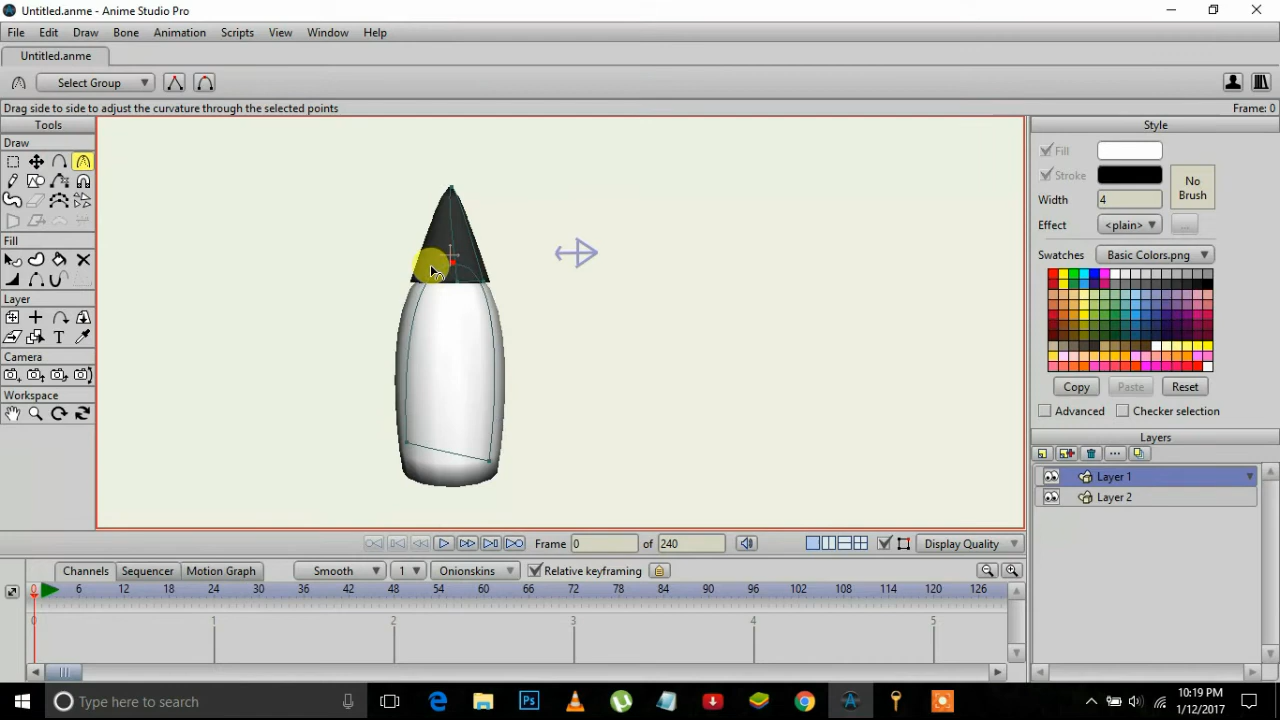 Untitled.anme - Anime Studio Pro
File Edit Draw Bone Animation Scripts View Window Help
Untitled.anme
Select Group
Drag side to side to adjust the curvature through the selected points
Frame: 0
Tools
Draw
Fill
Layer
Camera
Workspace
Style
Fill
Stroke
No
Brush
Width 4
Effect <plain> ...
Swatches Basic Colors.png
Copy Paste Reset
Advanced Checker selection
Layers
Layer 1
Layer 2
Frame 0 of 240
Display Quality
Channels Sequencer Motion Graph Smooth 1 Onionskins Relative keyframing
0 6 12 18 24 30 36 42 48 54 60 66 72 78 84 90 96 102 108 114 120 126
0 1 2 3 4 5
Type here to search
10:19 PM
1/12/2017